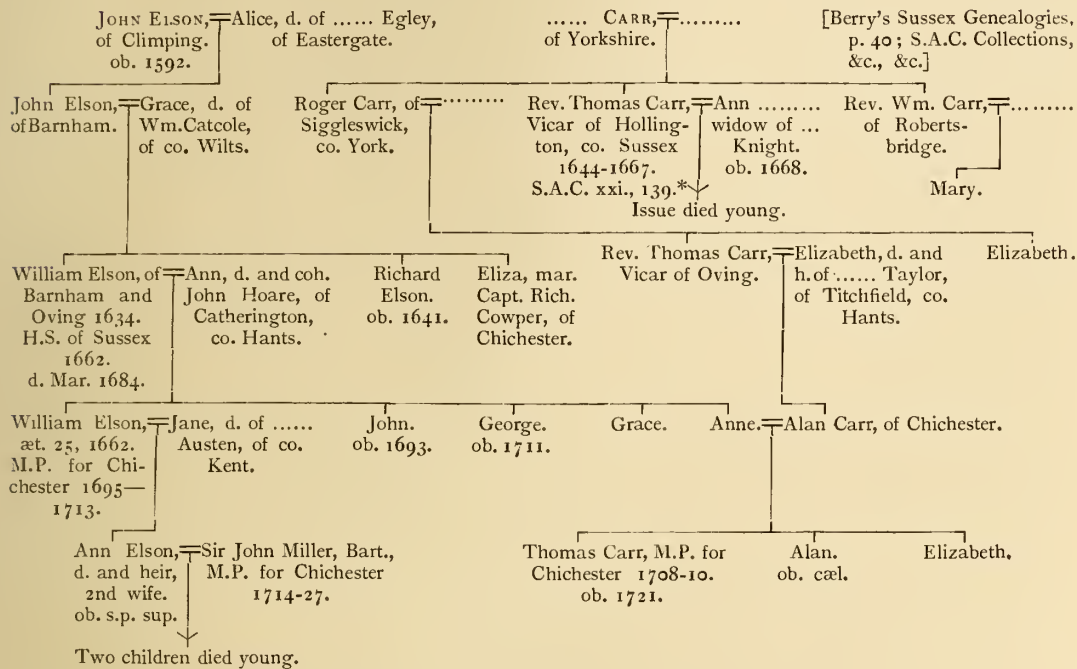 JOHN ELSON,=Alice, d. of ...... Egley,
of Climping. of Eastergate.
ob. 1592.
...... CARR,=.........
of Yorkshire.
[Berry's Sussex Genealogies,
p. 40; S.A.C. Collections,
&c., &c.]
John Elson,=Grace, d. of
of Barnham. Wm. Catcole,
of co. Wilts.
Roger Carr, of=.........
Siggleswick,
co. York.
Rev. Thomas Carr,=Ann .........
Vicar of Holling- widow of ...
ton, co. Sussex Knight.
1644-1667. ob. 1668.
S.A.C. xxi., 139.*
Issue died young.
Rev. Wm. Carr,=.........
of Roberts-
bridge.
Mary.
William Elson, of=Ann, d. and coh.
Barnham and John Hoare, of
Oving 1634. Catherington,
H.S. of Sussex co. Hants.
1662.
d. Mar. 1684.
Richard
Elson.
ob. 1641.
Eliza, mar.
Capt. Rich.
Cowper, of
Chichester.
Rev. Thomas Carr,=Elizabeth, d. and
Vicar of Oving. h. of ...... Taylor,
of Titchfield, co.
Hants.
Elizabeth.
William Elson,=Jane, d. of ......
æt. 25, 1662. Austen, of co.
M.P. for Chi- Kent.
chester 1695—
1713.
John.
ob. 1693.
George.
ob. 1711.
Grace.
Anne.=Alan Carr, of Chichester.
Ann Elson,=Sir John Miller, Bart.,
d. and heir, M.P. for Chichester
2nd wife. 1714-27.
ob. s.p. sup.
Two children died young.
Thomas Carr, M.P. for
Chichester 1708-10.
ob. 1721.
Alan.
ob. cæl.
Elizabeth.